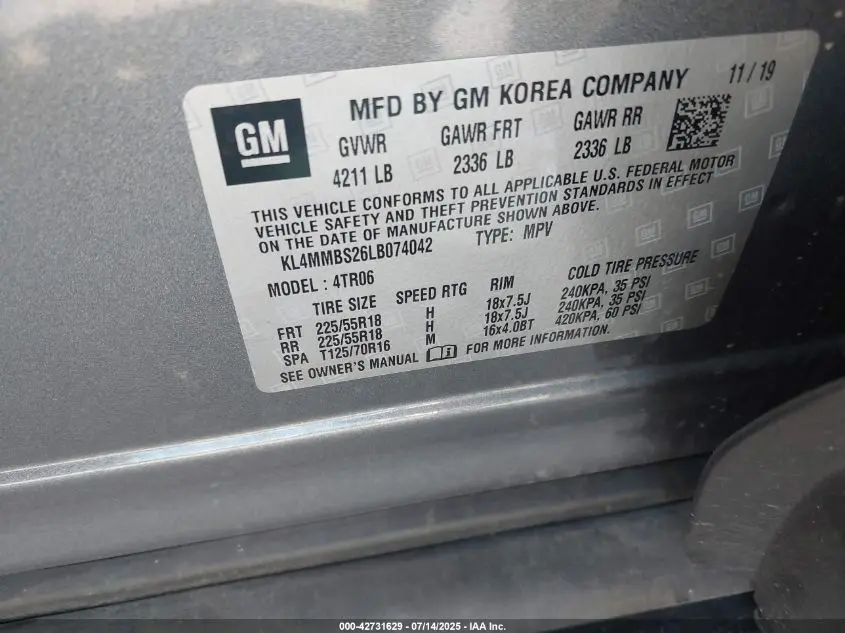 GM
MFD BY GM KOREA COMPANY 11/19
GVWR GAWR FRT GAWR RR
4211 LB 2336 LB 2336 LB
THIS VEHICLE CONFORMS TO ALL APPLICABLE U.S. FEDERAL MOTOR
VEHICLE SAFETY AND THEFT PREVENTION STANDARDS IN EFFECT
ON THE DATE OF MANUFACTURE SHOWN ABOVE.
KL4MMBS26LB074042 TYPE: MPV
MODEL : 4TR06
TIRE SIZE SPEED RTG RIM COLD TIRE PRESSURE
FRT 225/55R18 H 18x7.5J 240KPA, 35 PSI
RR 225/55R18 H 18x7.5J 240KPA, 35 PSI
SPA T125/70R16 M 16x4.0BT 420KPA, 60 PSI
SEE OWNER'S MANUAL FOR MORE INFORMATION.
000-42731629 - 07/14/2025 - IAA Inc.